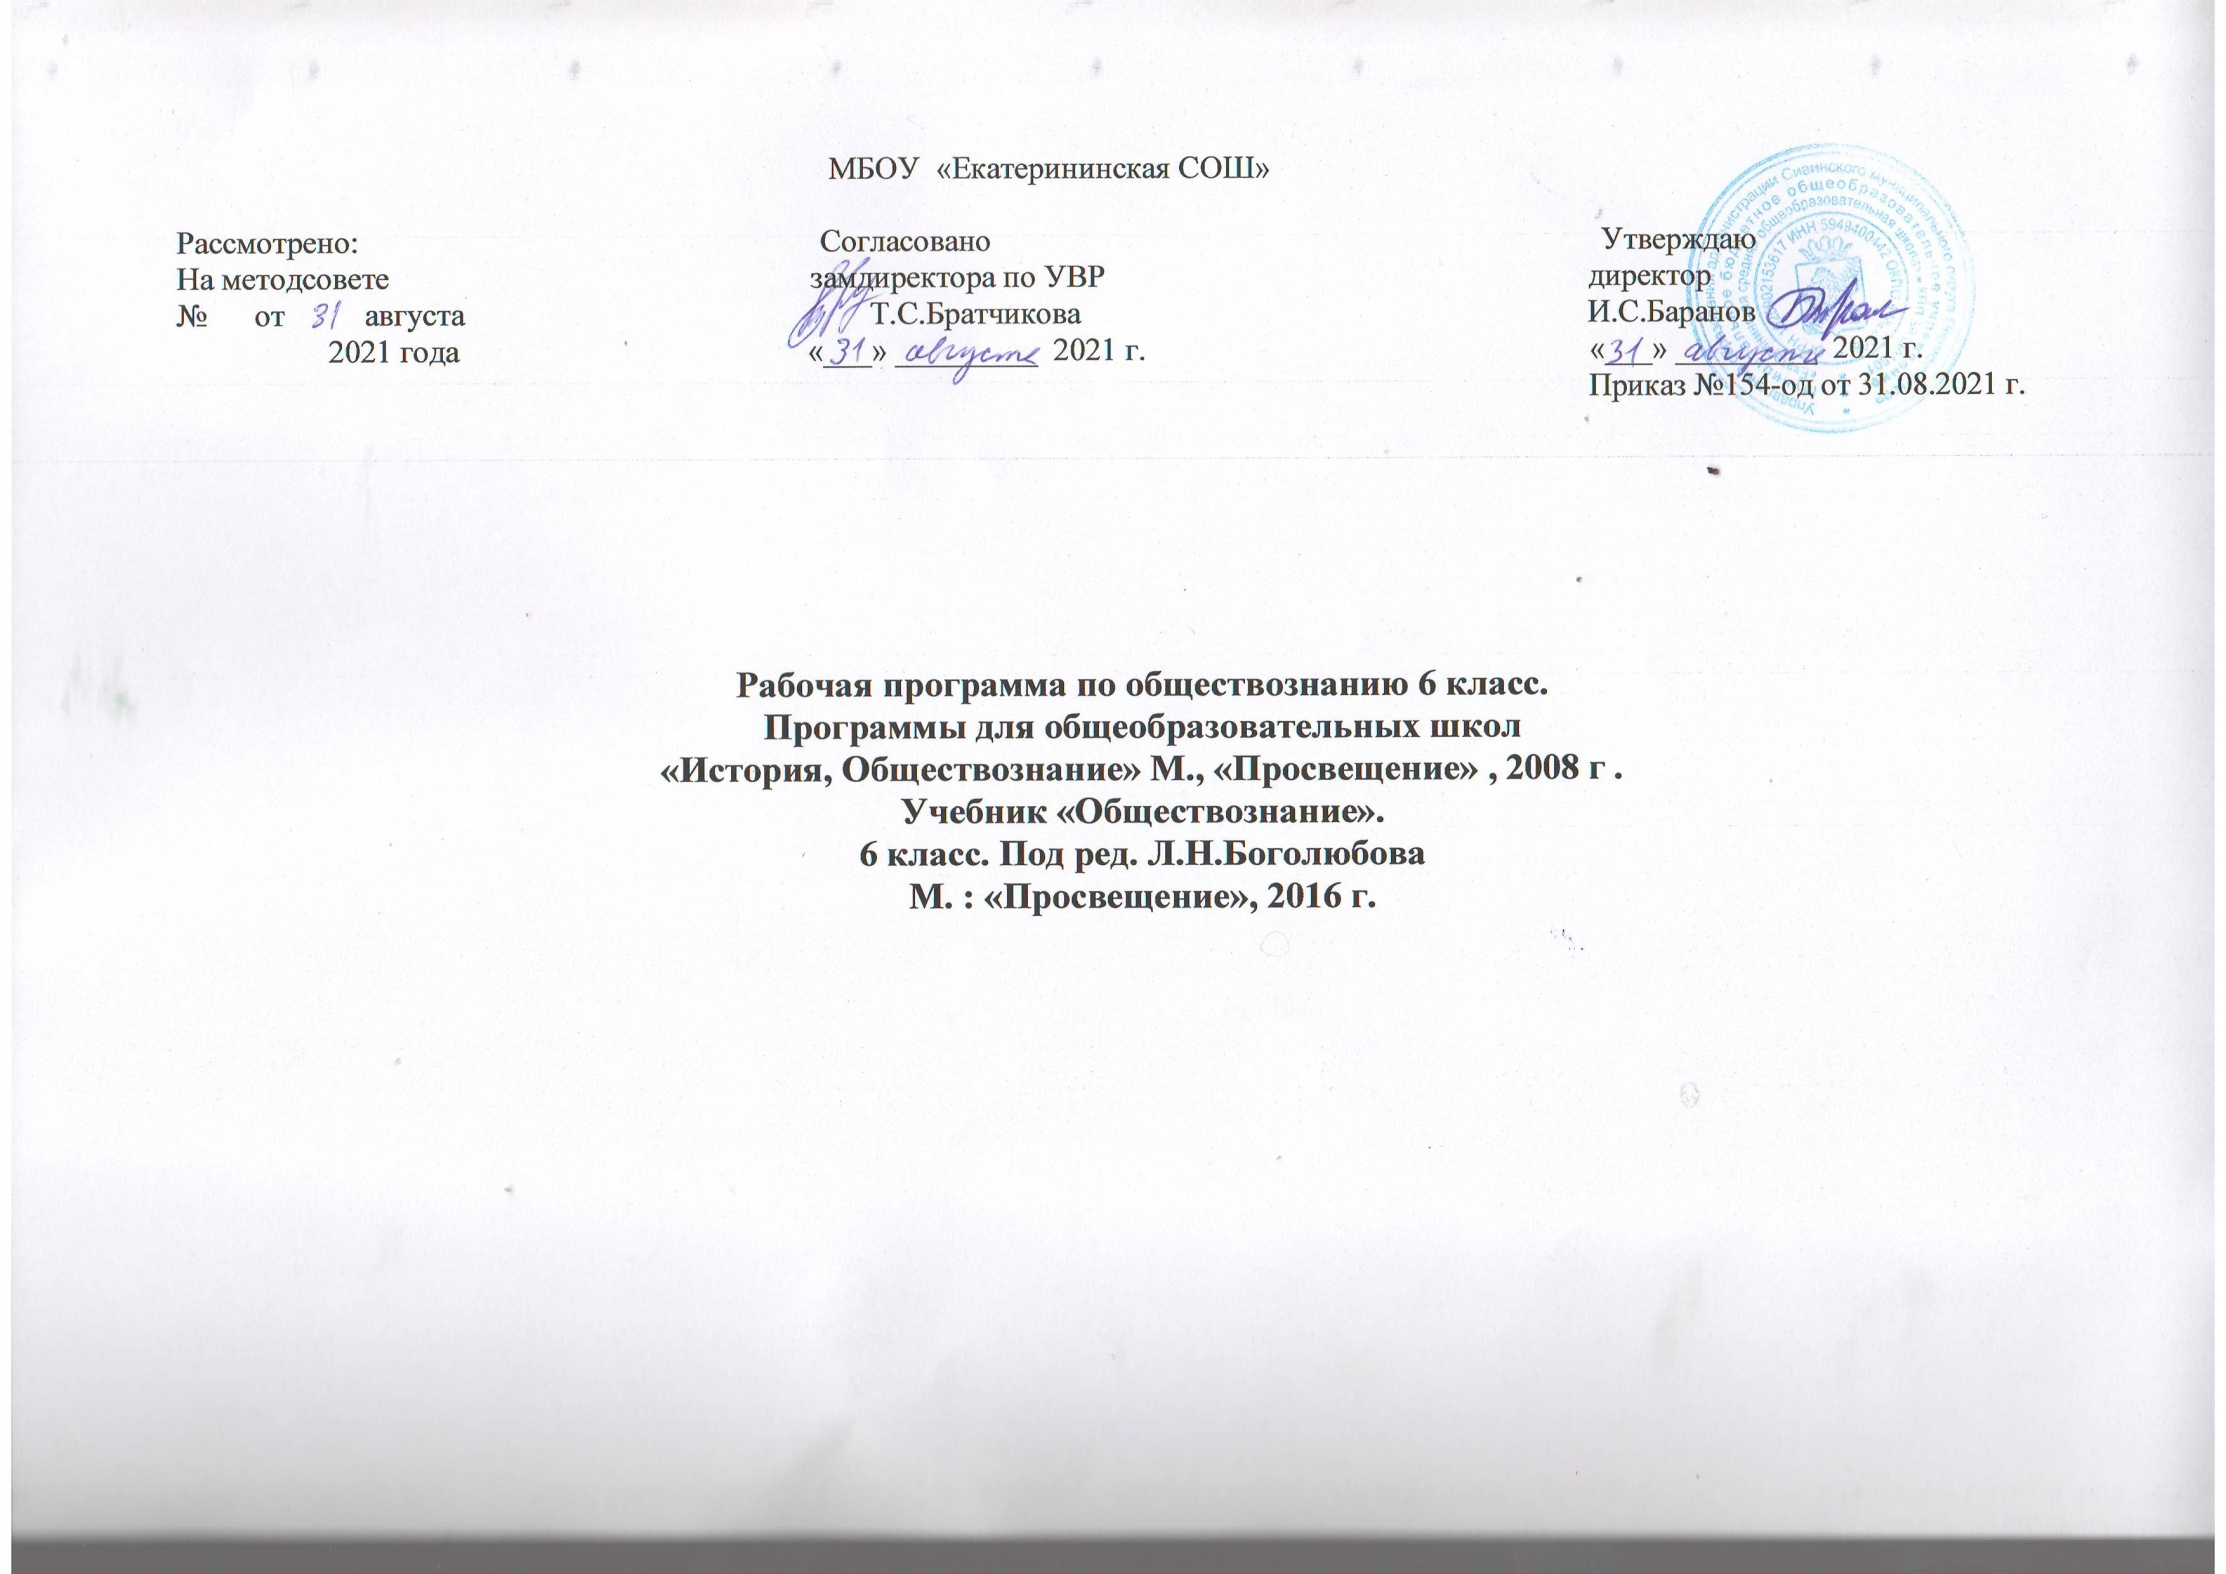 МБОУ «Екатерининская СОШ»
Рассмотрено:
На методсовете
№ от 31 августа
2021 года
Согласовано
замдиректора по УВР
Т.С.Братчикова
«31» августа 2021 г.
Утверждаю
директор
И.С.Баранов
«31» августа 2021 г.
Приказ №154-од от 31.08.2021 г.
Рабочая программа по обществознанию 6 класс.
Программы для общеобразовательных школ
«История, Обществознание» М., «Просвещение» , 2008 г .
Учебник «Обществознание».
6 класс. Под ред. Л.Н.Боголюбова
М. : «Просвещение», 2016 г.